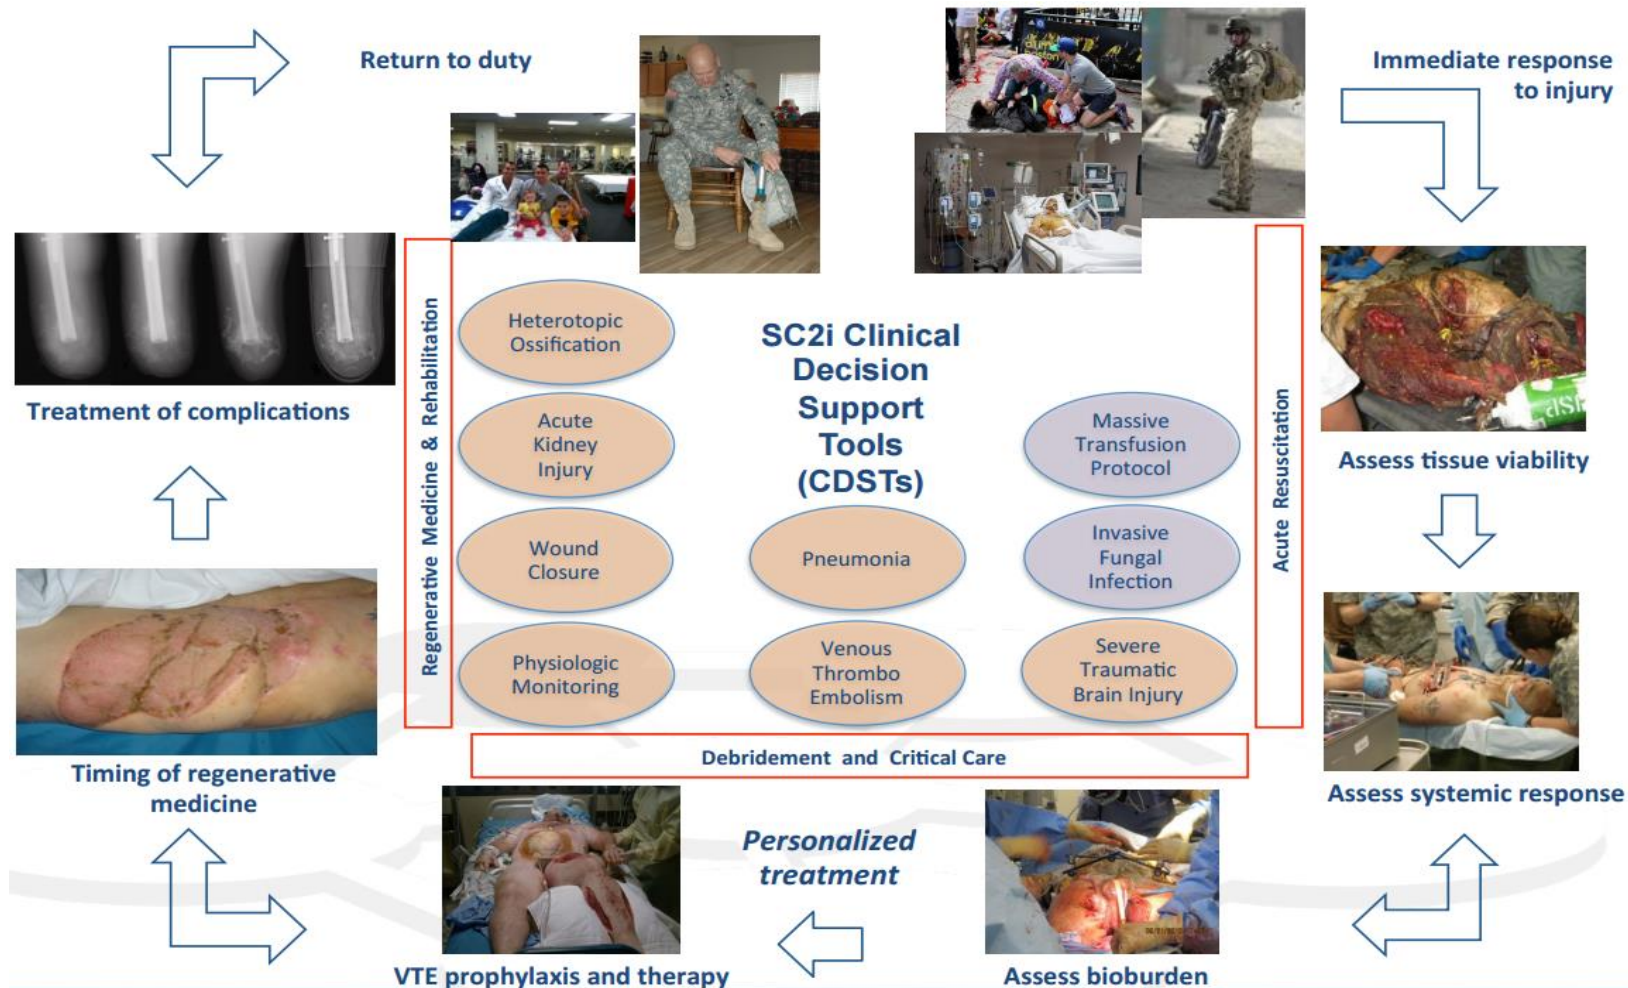 Return to duty
Immediate response
to injury
Regenerative Medicine & Rehabilitation
Heterotopic
Ossification
Acute
Kidney
Injury
Wound
Closure
Physiologic
Monitoring
SC2i Clinical
Decision
Support
Tools
(CDSTs)
Pneumonia
Venous
Thrombo
Embolism
Massive
Transfusion
Protocol
Invasive
Fungal
Infection
Severe
Traumatic
Brain Injury
Acute Resuscitation
Treatment of complications
Assess tissue viability
Debridement and Critical Care
Timing of regenerative
medicine
Assess systemic response
Personalized
treatment
VTE prophylaxis and therapy
Assess bioburden